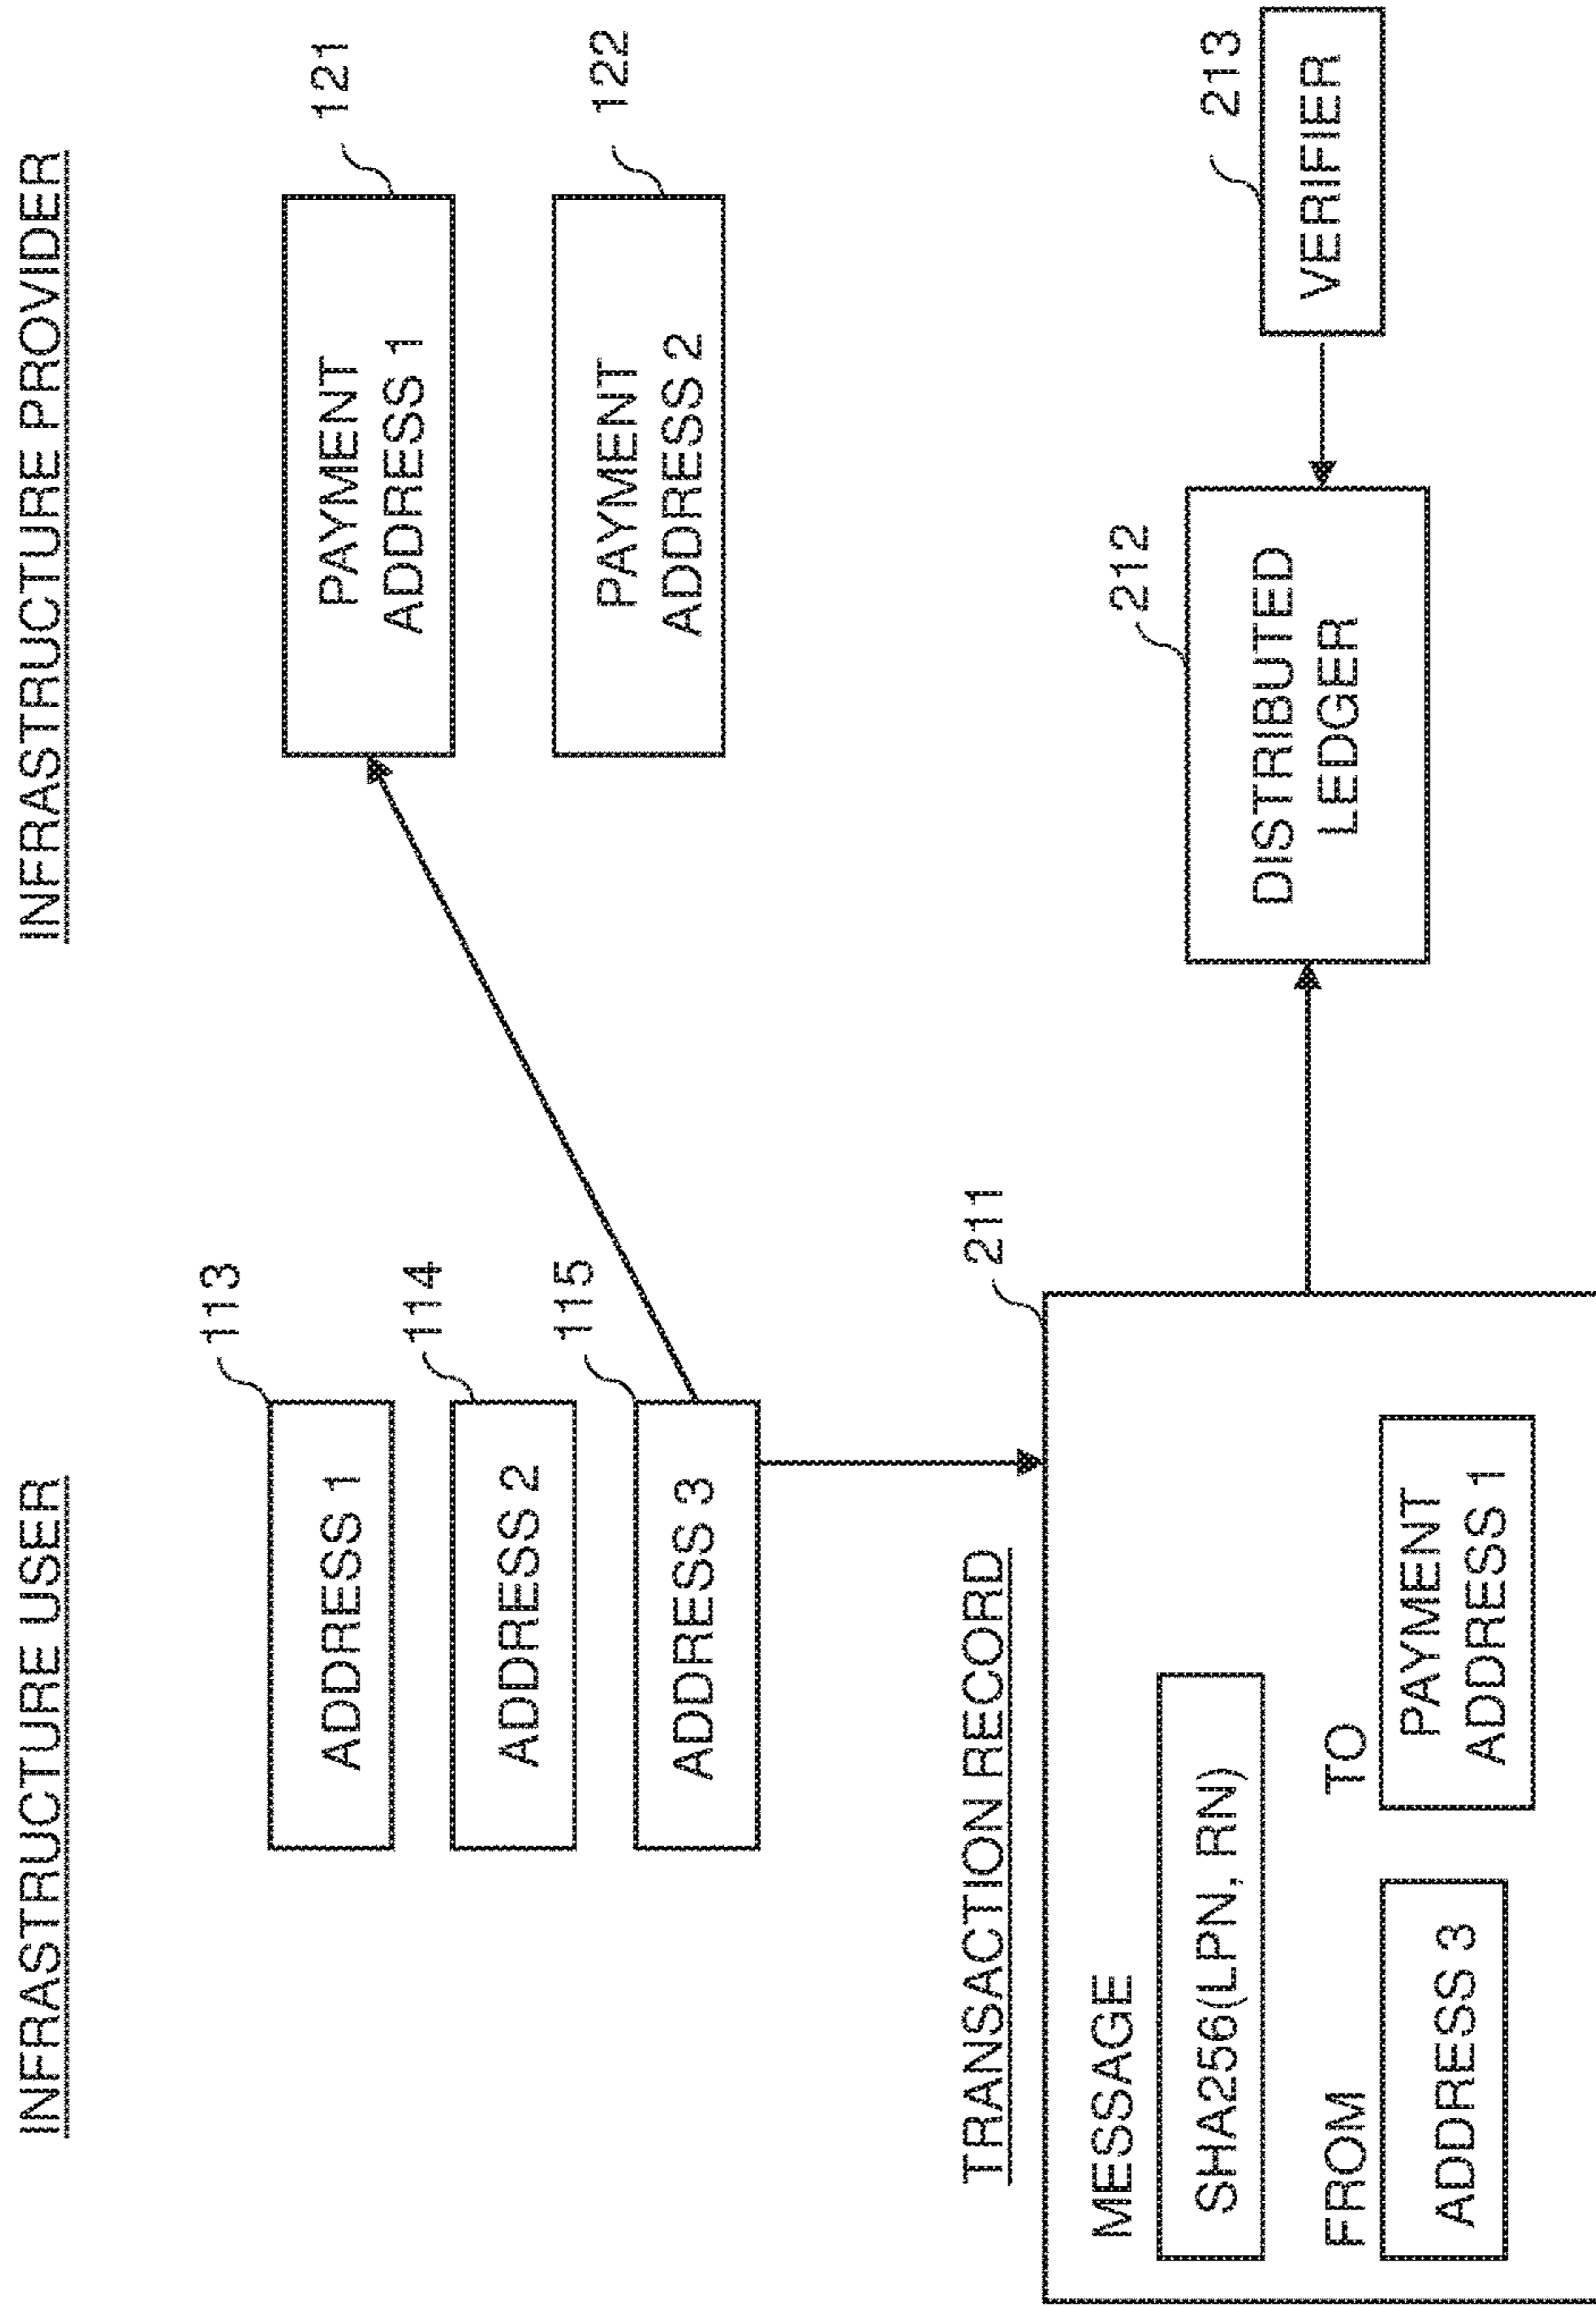 INFRASTRUCTURE USER
INFRASTRUCTURE PROVIDER
113
ADDRESS 1
114
ADDRESS 2
115
ADDRESS 3
121
PAYMENT
ADDRESS 1
122
PAYMENT
ADDRESS 2
TRANSACTION RECORD
211
MESSAGE
SHA256(LPN, RN)
FROM
ADDRESS 3
TO
PAYMENT
ADDRESS 1
212
DISTRIBUTED
LEDGER
213
VERIFIER